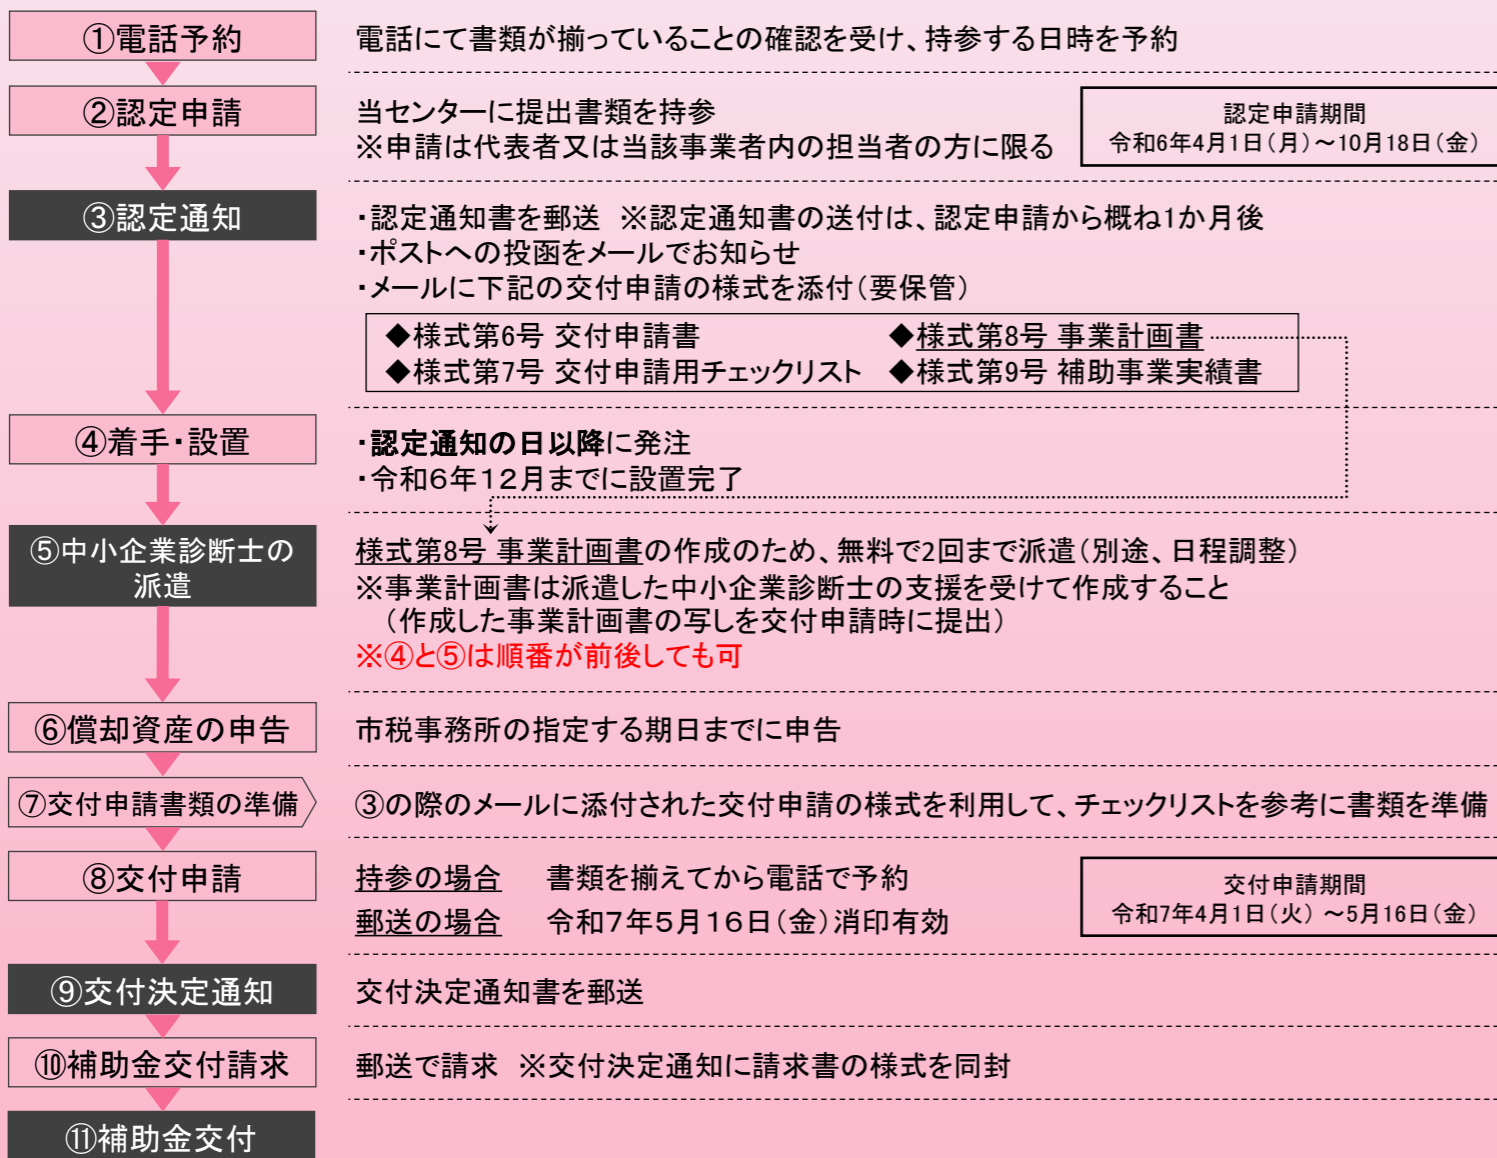 ①電話予約
電話にて書類が揃っていることの確認を受け、持参する日時を予約
②認定申請
当センターに提出書類を持参
※申請は代表者又は当該事業者内の担当者の方に限る
認定申請期間
令和6年4月1日(月)～10月18日(金)
③認定通知
・認定通知書を郵送 ※認定通知書の送付は、認定申請から概ね1か月後
・ポストへの投函をメールでお知らせ
・メールに下記の交付申請の様式を添付(要保管)
◆様式第6号 交付申請書 ◆様式第8号 事業計画書
◆様式第7号 交付申請用チェックリスト ◆様式第9号 補助事業実績書
④着手・設置
・認定通知の日以降に発注
・令和6年12月までに設置完了
⑤中小企業診断士の
派遣
様式第8号 事業計画書の作成のため、無料で2回まで派遣(別途、日程調整)
※事業計画書は派遣した中小企業診断士の支援を受けて作成すること
(作成した事業計画書の写しを交付申請時に提出)
※④と⑤は順番が前後しても可
⑥償却資産の申告
市税事務所の指定する期日までに申告
⑦交付申請書類の準備
③の際のメールに添付された交付申請の様式を利用して、チェックリストを参考に書類を準備
⑧交付申請
持参の場合 書類を揃えてから電話で予約
郵送の場合 令和7年5月16日(金)消印有効
交付申請期間
令和7年4月1日(火) ～5月16日(金)
⑨交付決定通知
交付決定通知書を郵送
⑩補助金交付請求
郵送で請求 ※交付決定通知に請求書の様式を同封
⑪補助金交付